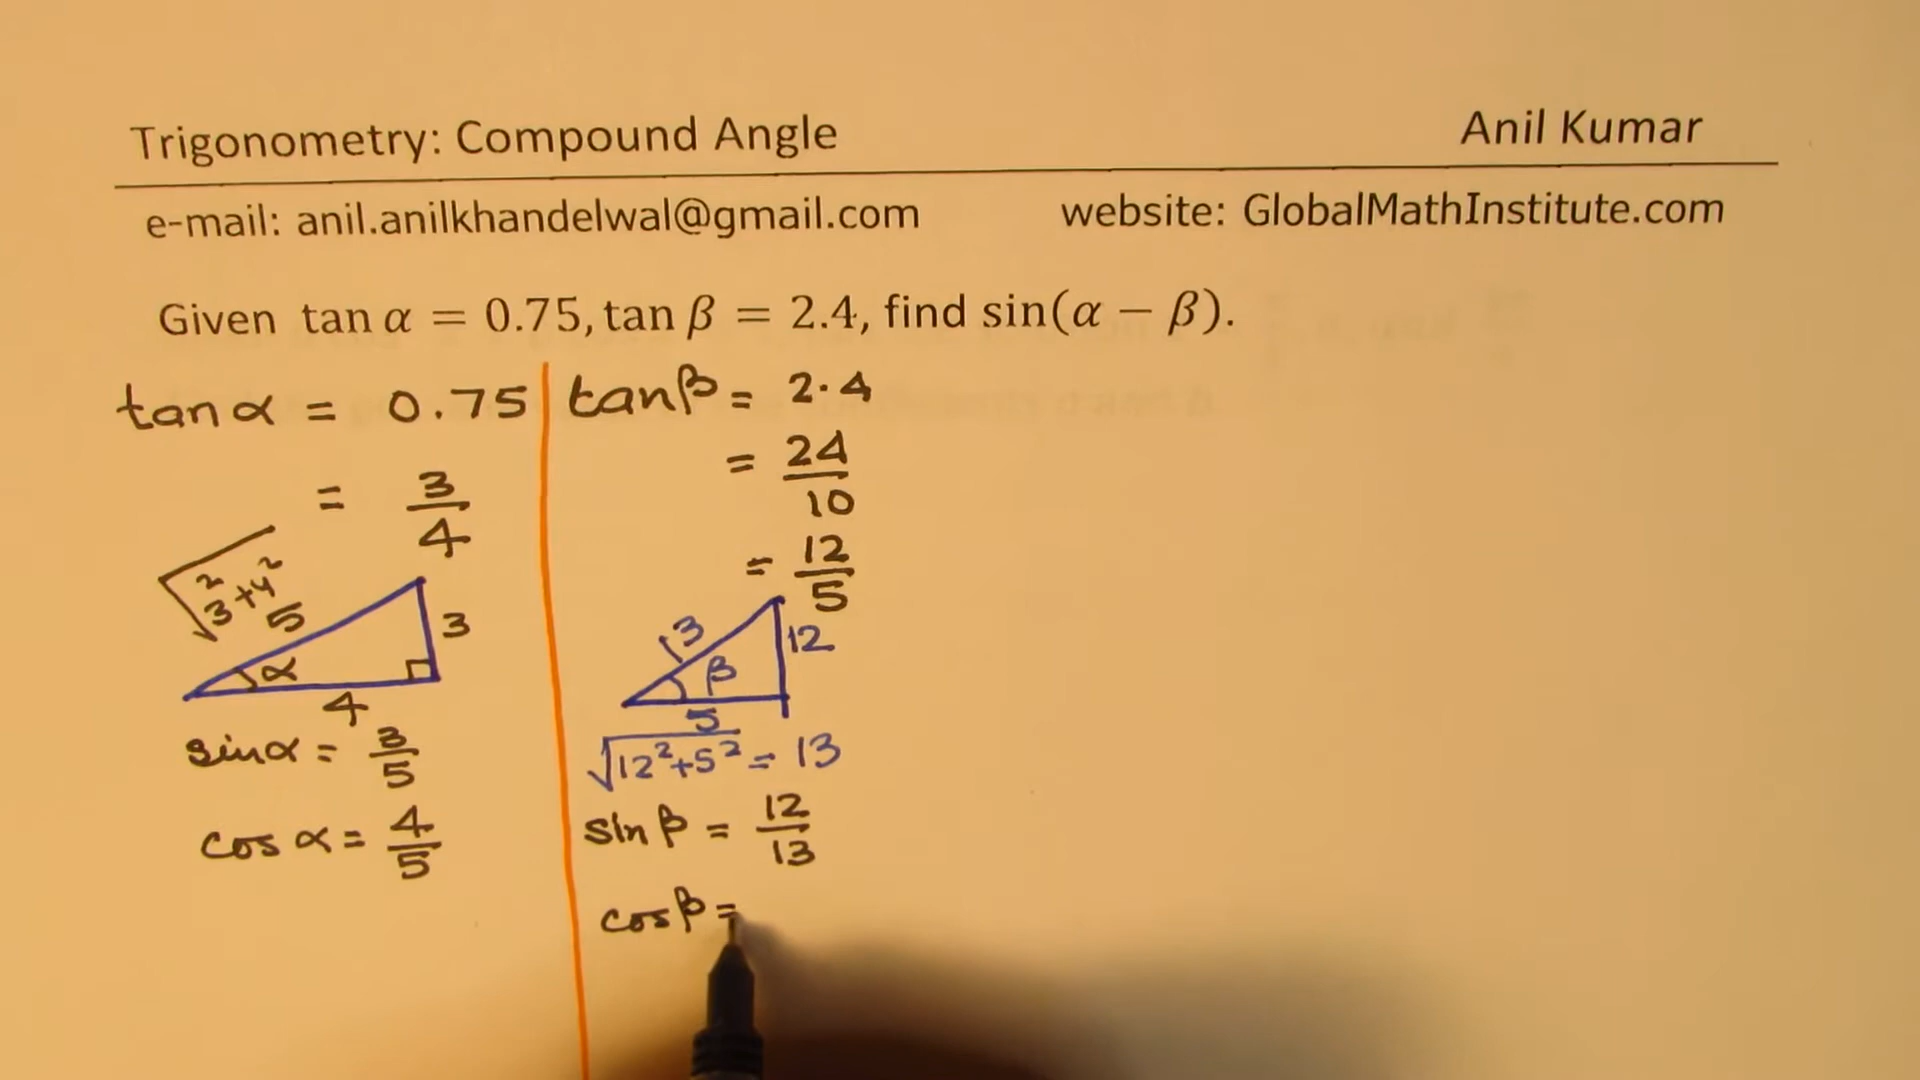 Trigonometry: Compound Angle
Anil Kumar
e-mail: anil.anilkhandelwal@gmail.com
website: GlobalMathInstitute.com
Given tan α = 0.75, tan β = 2.4, find sin(α − β).
tan α = 0.75
= 3/4
√3²+4²
5
3
α
4
sin α = 3/5
cos α = 4/5
tan β = 2.4
= 24/10
= 12/5
13
12
β
5
√12²+5² = 13
sin β = 12/13
cos β =